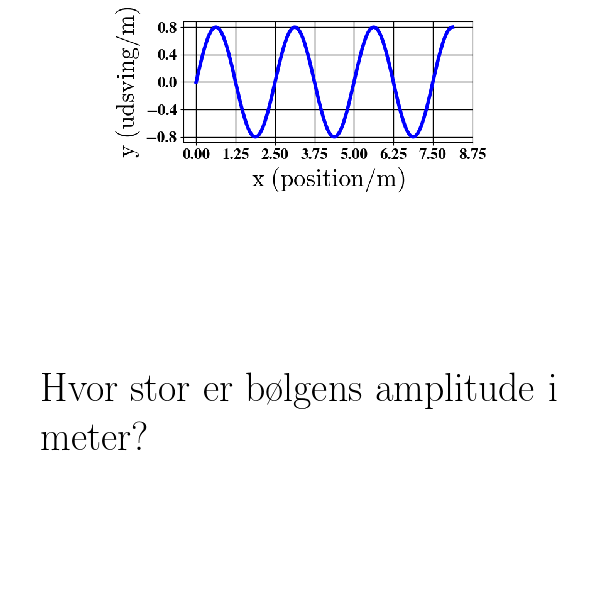 y (udsving/m)
0.8
0.4
0.0
−0.4
−0.8
0.00 1.25 2.50 3.75 5.00 6.25 7.50 8.75
x (position/m)
Hvor stor er bølgens amplitude i
meter?